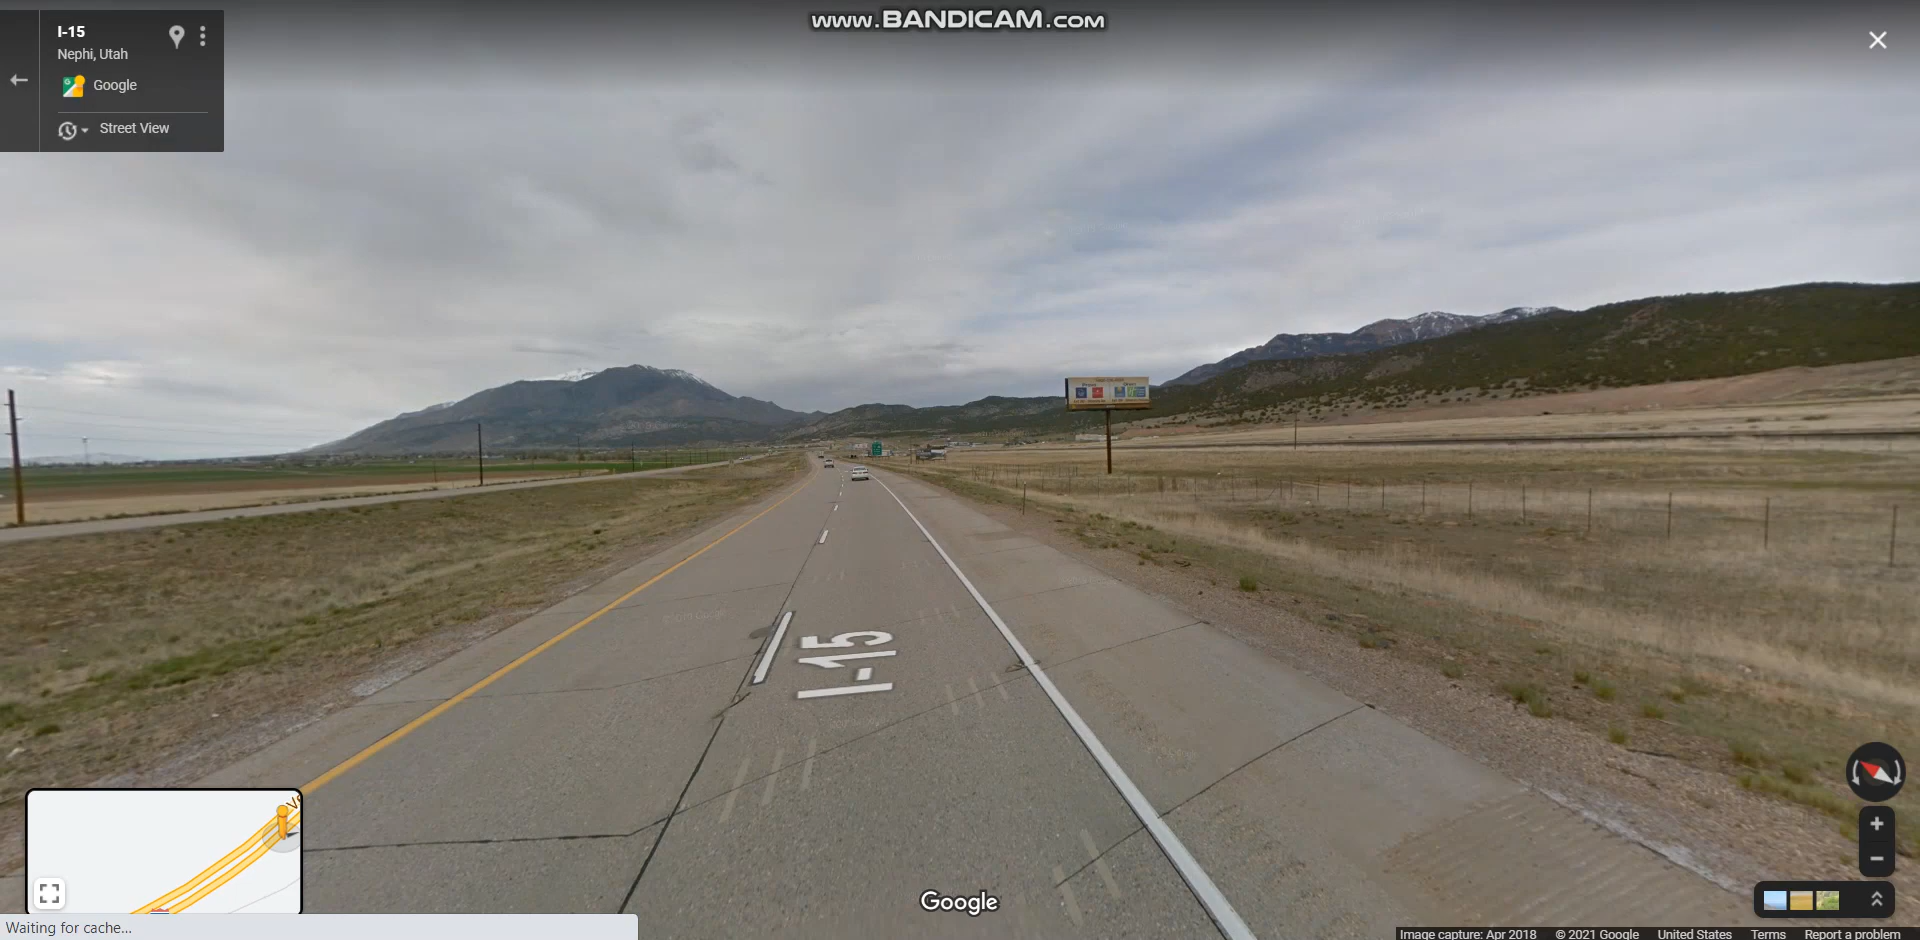 www.BANDICAM.com
I-15
Nephi, Utah
Google
Street View
I-15
Google
Waiting for cache...
Image capture: Apr 2018 © 2021 Google United States Terms Report a problem